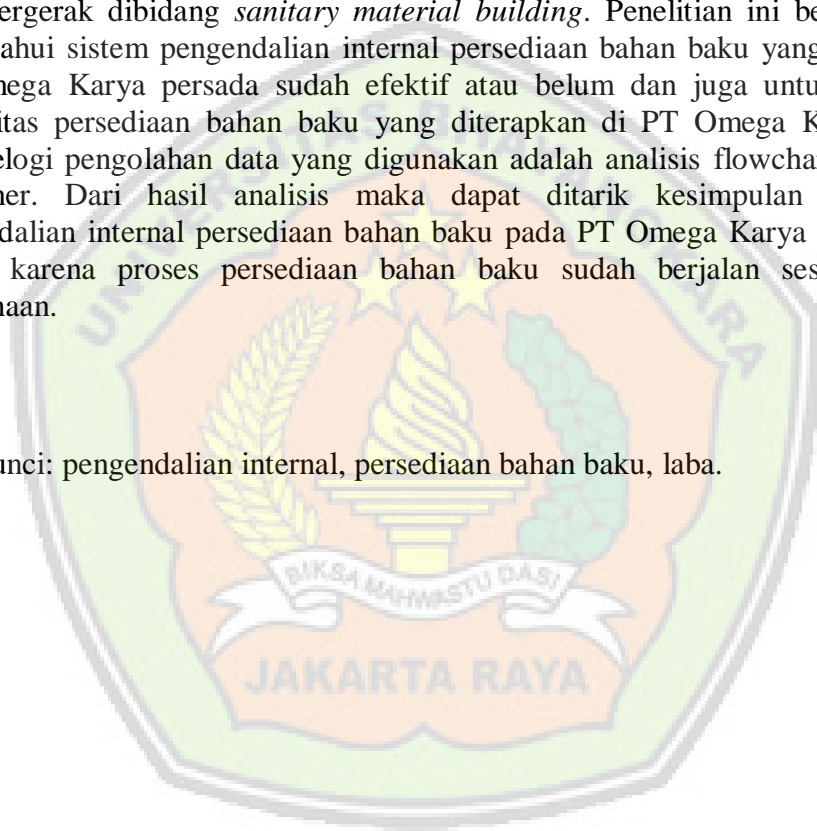 ergerak dibidang sanitary material building. Penelitian ini be
ahui sistem pengendalian internal persediaan bahan baku yang
nega Karya persada sudah efektif atau belum dan juga untu
itas persediaan bahan baku yang diterapkan di PT Omega K
elogi pengolahan data yang digunakan adalah analisis flowchar
ner. Dari hasil analisis maka dapat ditarik kesimpulan
dalian internal persediaan bahan baku pada PT Omega Karya
karena proses persediaan bahan baku sudah berjalan ses
naan.
unci: pengendalian internal, persediaan bahan baku, laba.
UNIVERSITAS BHAYANGKARA
BIKSA MAHWASTU DASI
JAKARTA RAYA